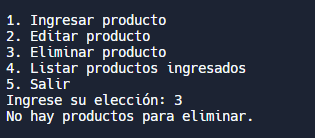 1. Ingresar producto
2. Editar producto
3. Eliminar producto
4. Listar productos ingresados
5. Salir
Ingrese su elección: 3
No hay productos para eliminar.